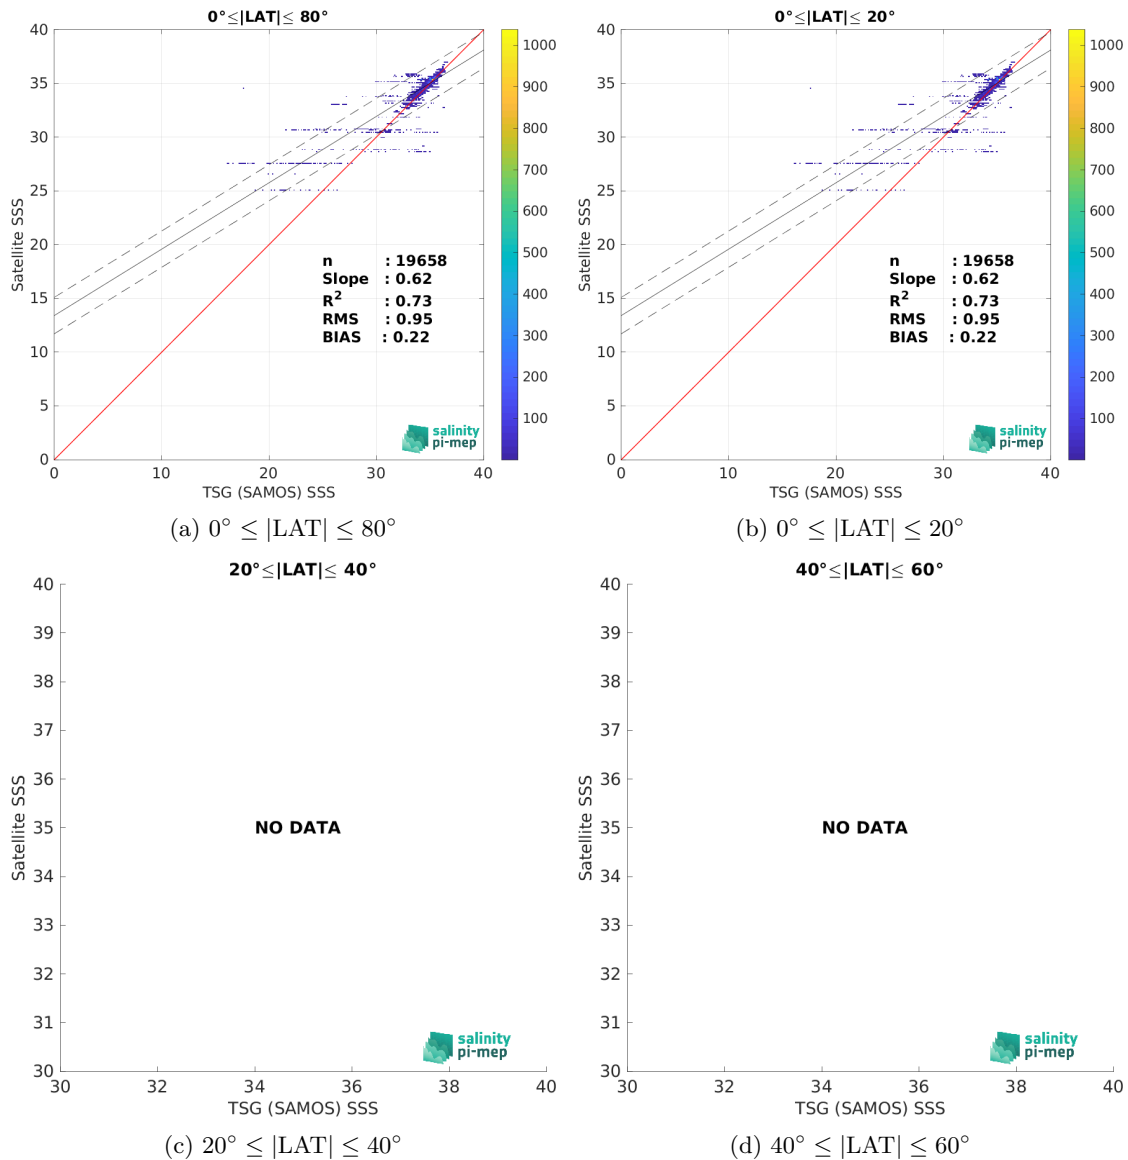 0°≤|LAT|≤ 80°
40
35
30
25
20
15
10
5
0
Satellite SSS
n : 19658
Slope : 0.62
R² : 0.73
RMS : 0.95
BIAS : 0.22
salinity
pi-mep
0 10 20 30 40
TSG (SAMOS) SSS
1000
900
800
700
600
500
400
300
200
100
(a) 0° ≤ |LAT| ≤ 80°
0°≤|LAT|≤ 20°
40
35
30
25
20
15
10
5
0
Satellite SSS
n : 19658
Slope : 0.62
R² : 0.73
RMS : 0.95
BIAS : 0.22
salinity
pi-mep
0 10 20 30 40
TSG (SAMOS) SSS
1000
900
800
700
600
500
400
300
200
100
(b) 0° ≤ |LAT| ≤ 20°
20°≤|LAT|≤ 40°
40
39
38
37
36
35
34
33
32
31
30
Satellite SSS
NO DATA
salinity
pi-mep
30 32 34 36 38 40
TSG (SAMOS) SSS
(c) 20° ≤ |LAT| ≤ 40°
40°≤|LAT|≤ 60°
40
39
38
37
36
35
34
33
32
31
30
Satellite SSS
NO DATA
salinity
pi-mep
30 32 34 36 38 40
TSG (SAMOS) SSS
(d) 40° ≤ |LAT| ≤ 60°